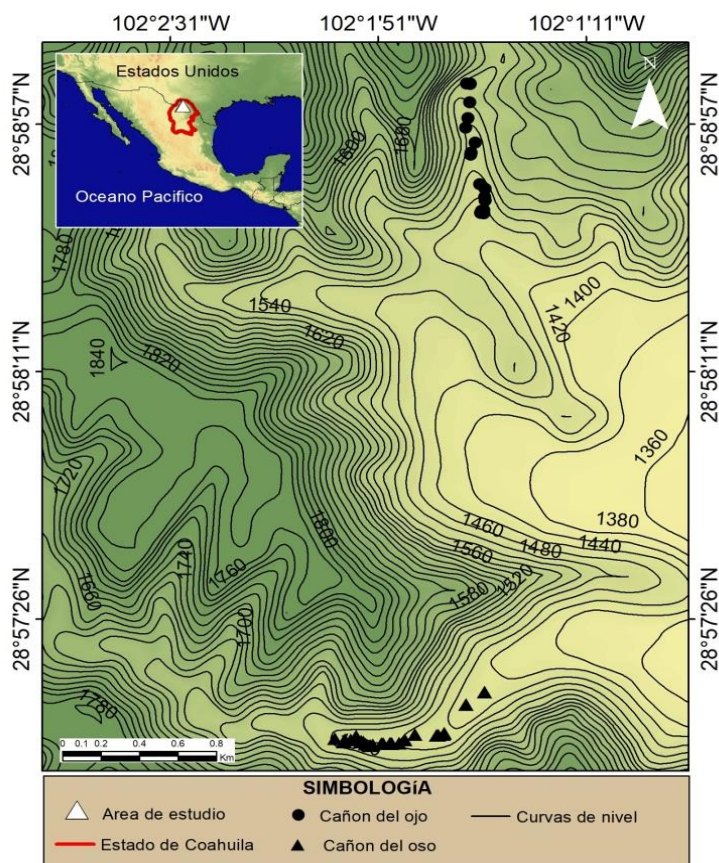 102°2'31"W 102°1'51"W 102°1'11"W
Estados Unidos
Oceano Pacifico
N
28°58'57"N 28°58'57"N
28°58'11"N 28°58'11"N
28°57'26"N 28°57'26"N
1600
1680
1780
1540
1620
1400
1420
1840
1820
1720
1360
1800
1460
1380
1560
1480
1440
1740
1760
1580
1520
1660
1700
1780
0 0.1 0.2 0.4 0.6 0.8
Km
SIMBOLOGíA
Area de estudio Cañon del ojo Curvas de nivel
Estado de Coahuila Cañon del oso